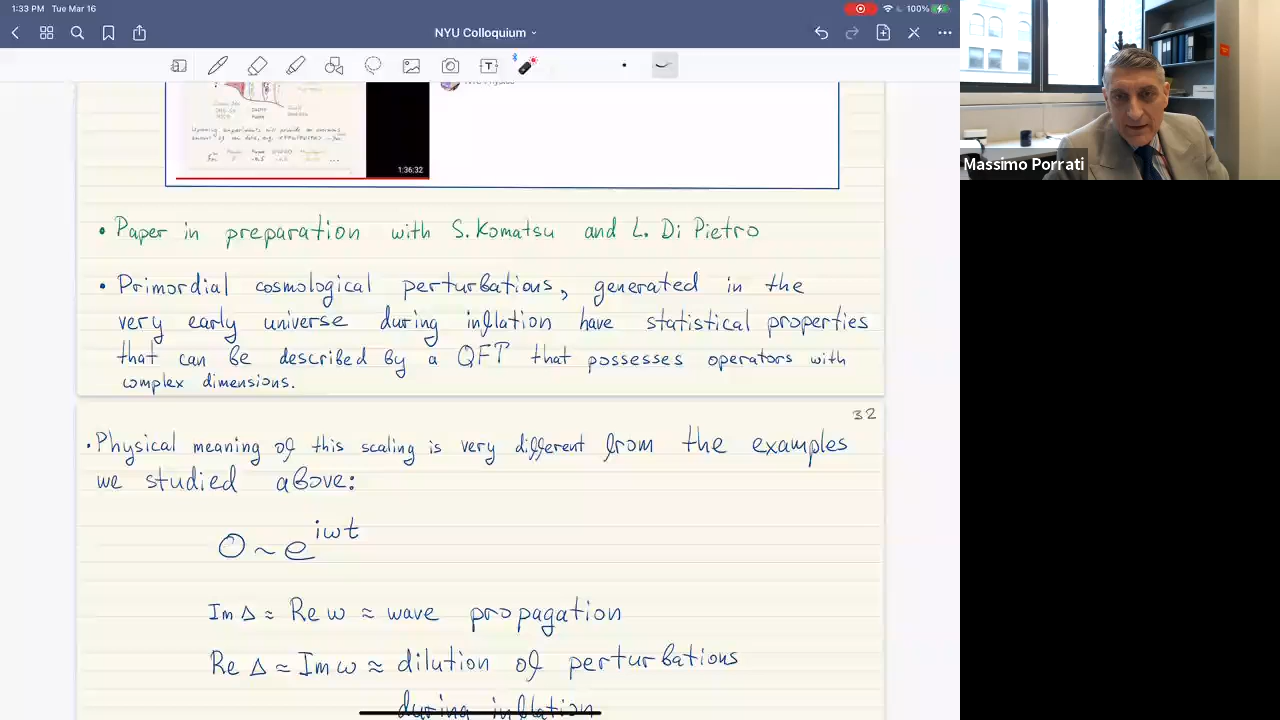 1:33 PM Tue Mar 16
100%
NYU Colloquium
1:36:32
• Paper in preparation with S. Komatsu and L. Di Pietro
• Primordial cosmological perturbations, generated in the
very early universe during inflation have statistical properties
that can be described by a QFT that possesses operators with
complex dimensions.
32
• Physical meaning of this scaling is very different from the examples
we studied above:
O ~ e^{iωt}
Im Δ ≈ Re ω ≈ wave propagation
Re Δ ≈ Im ω ≈ dilution of perturbations
during inflation
Massimo Porrati